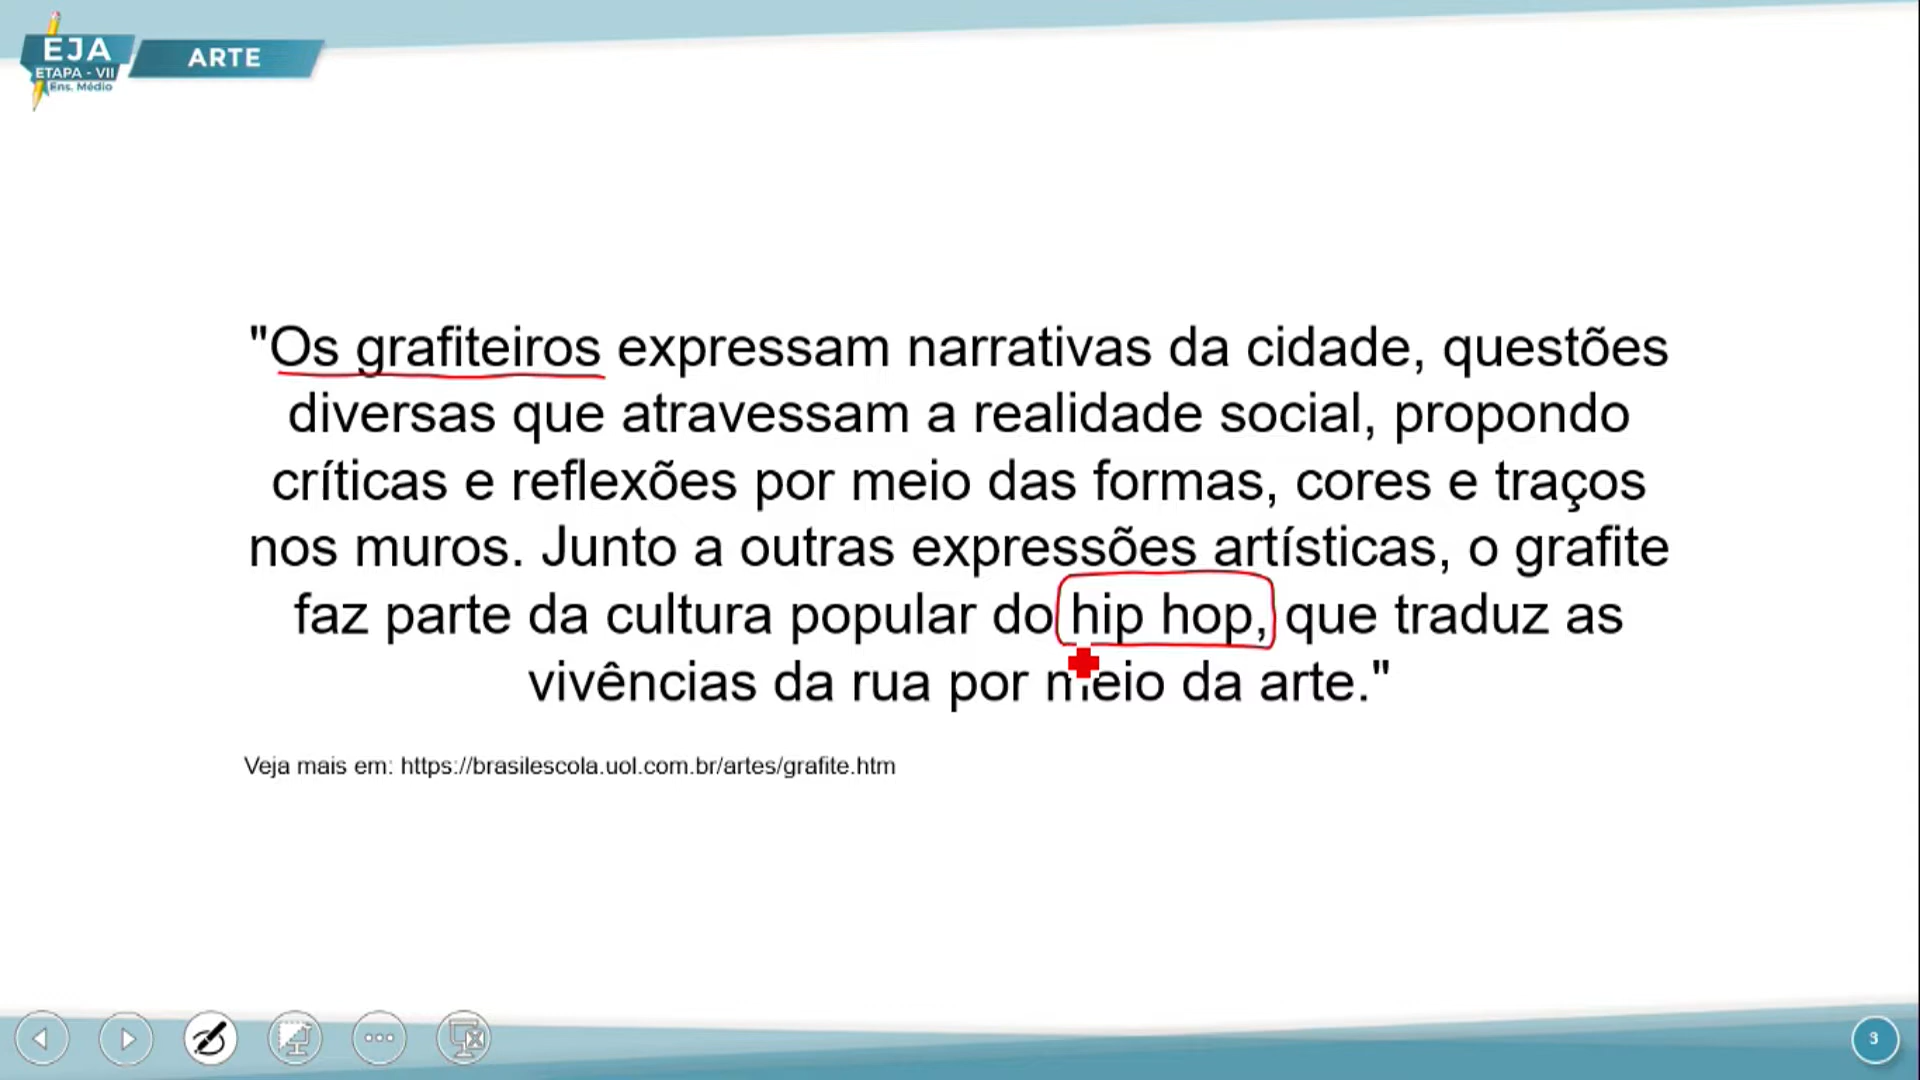 EJA
ETAPA - VII
Ens. Médio
ARTE
"Os grafiteiros expressam narrativas da cidade, questões
diversas que atravessam a realidade social, propondo
críticas e reflexões por meio das formas, cores e traços
nos muros. Junto a outras expressões artísticas, o grafite
faz parte da cultura popular do hip hop, que traduz as
vivências da rua por meio da arte."
Veja mais em: https://brasilescola.uol.com.br/artes/grafite.htm
3